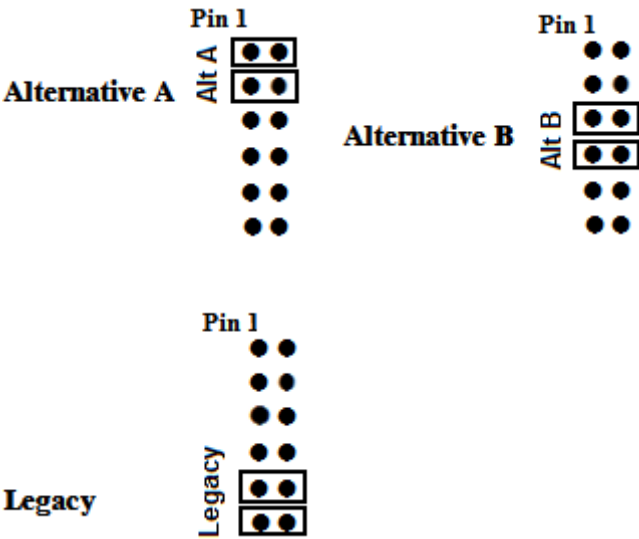 Pin 1
Alt A
Alternative A
Pin 1
Alt B
Alternative B
Pin 1
Legacy
Legacy